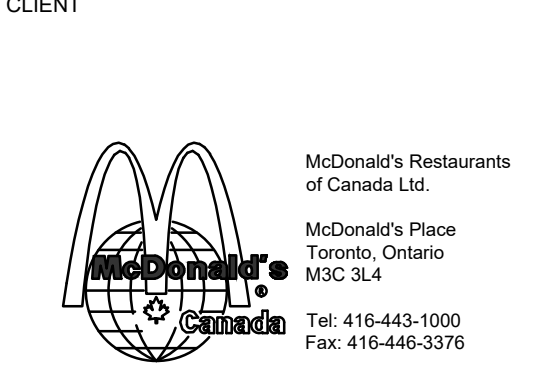 CLIENT
McDonald's
®
Canada
McDonald's Restaurants
of Canada Ltd.
McDonald's Place
Toronto, Ontario
M3C 3L4
Tel: 416-443-1000
Fax: 416-446-3376